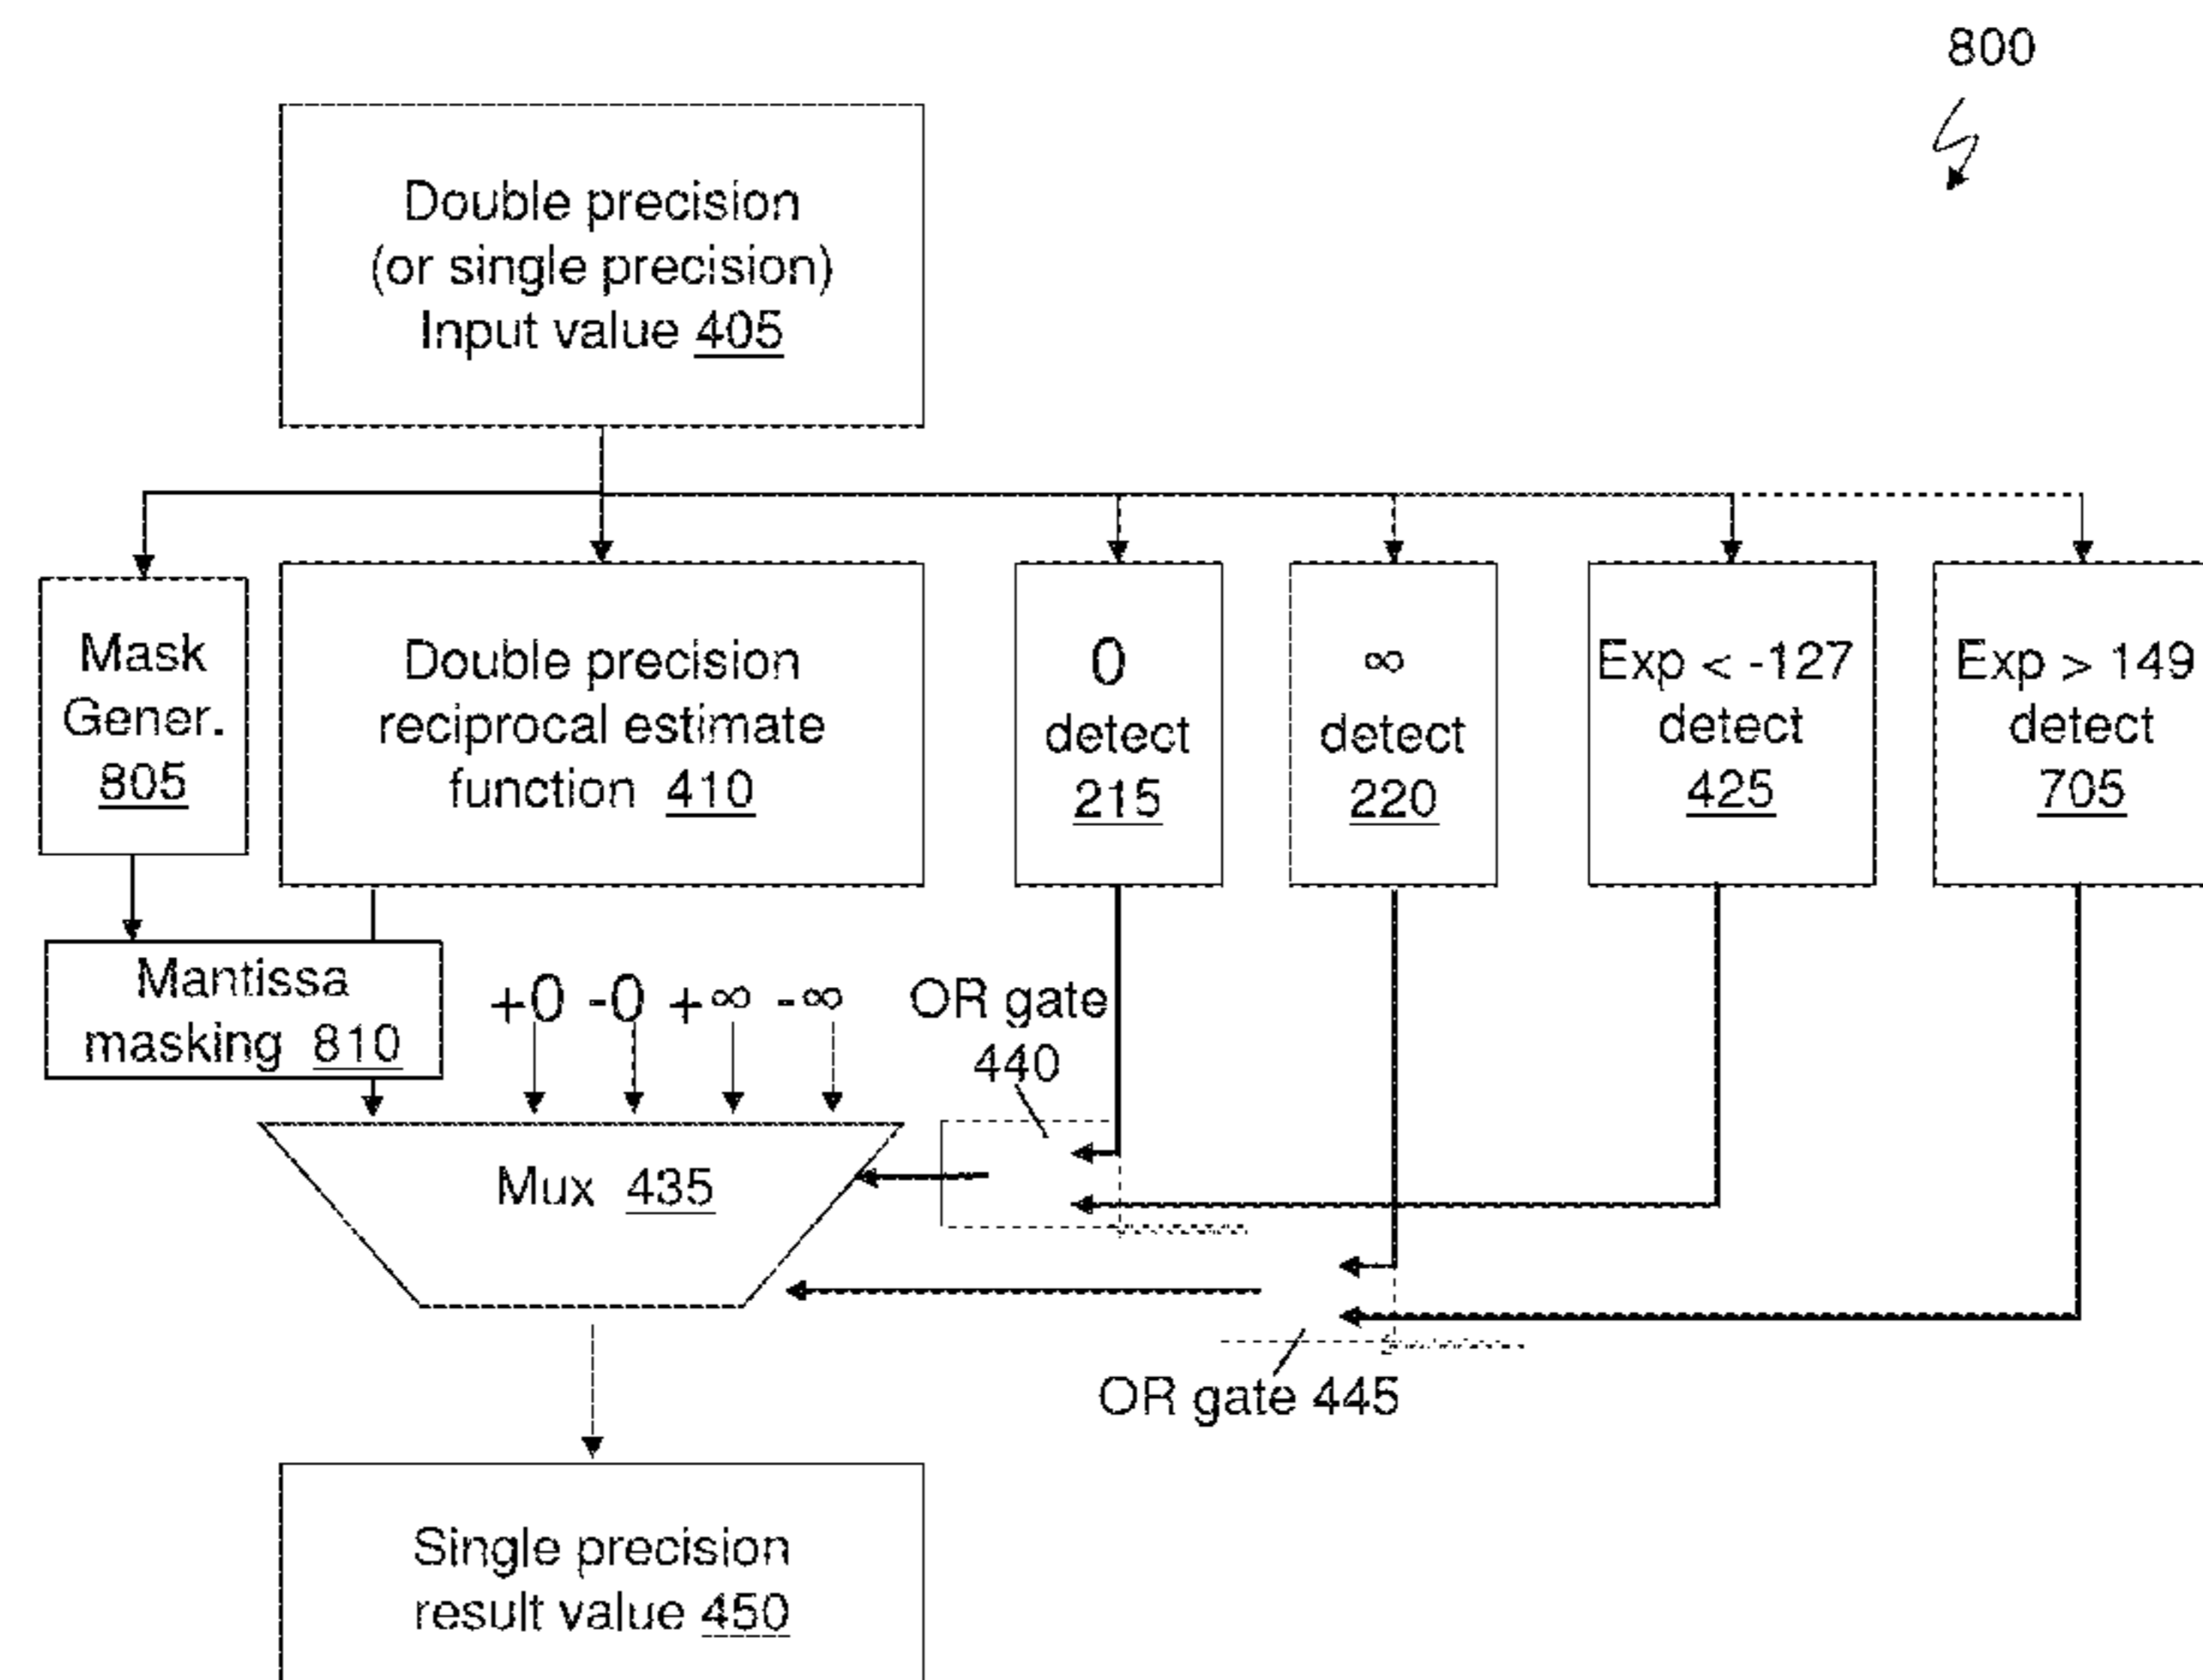 800
Double precision
(or single precision)
Input value 405
Mask
Gener.
805
Double precision
reciprocal estimate
function 410
0
detect
215
∞
detect
220
Exp < -127
detect
425
Exp > 149
detect
705
Mantissa
masking 810
+0 -0 +∞ -∞
OR gate
440
Mux 435
OR gate 445
Single precision
result value 450